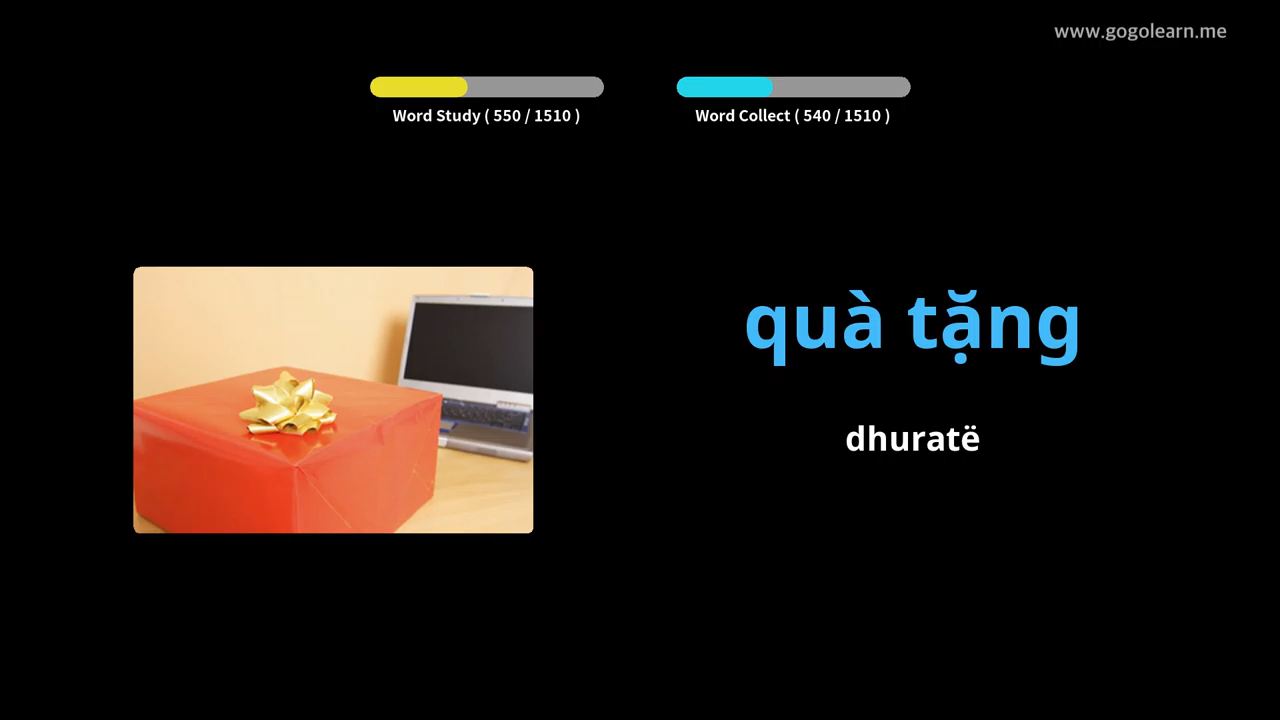 www.gogolearn.me
Word Study ( 550 / 1510 )
Word Collect ( 540 / 1510 )
quà tặng
dhuratë